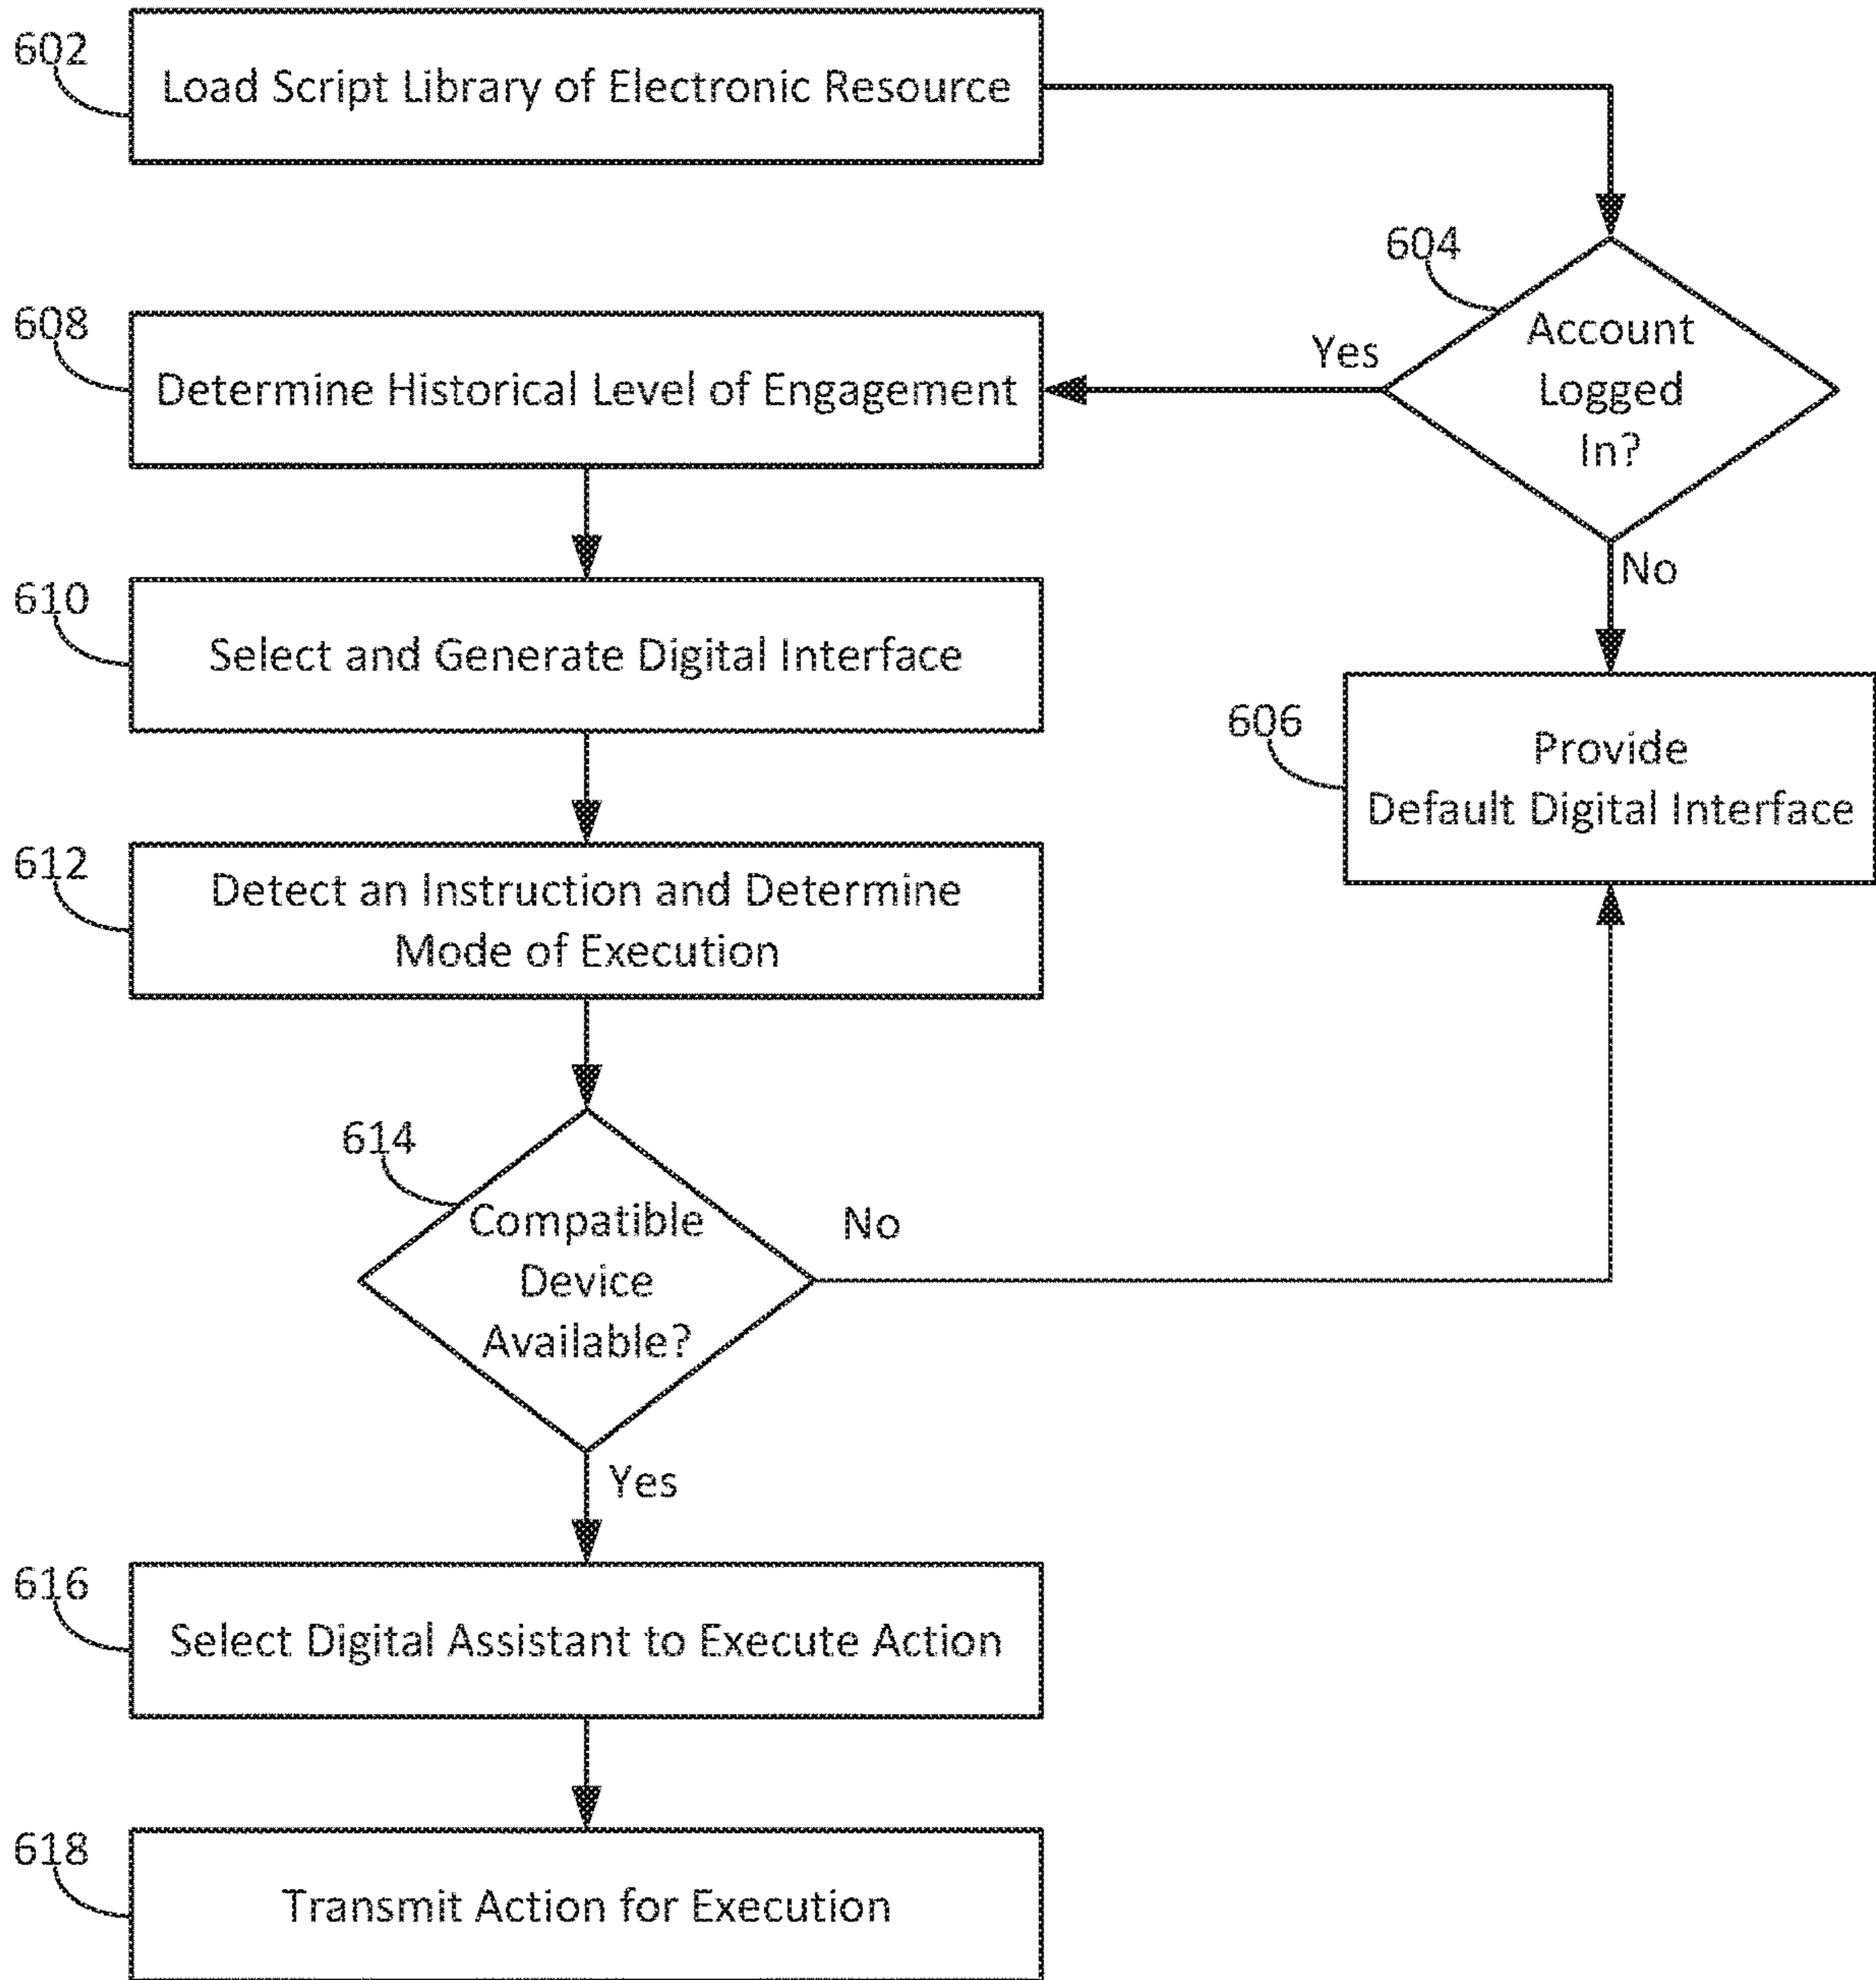 602
Load Script Library of Electronic Resource
604
Account
Logged
In?
Yes
No
608
Determine Historical Level of Engagement
610
Select and Generate Digital Interface
606
Provide
Default Digital Interface
612
Detect an Instruction and Determine
Mode of Execution
614
Compatible
Device
Available?
No
Yes
616
Select Digital Assistant to Execute Action
618
Transmit Action for Execution